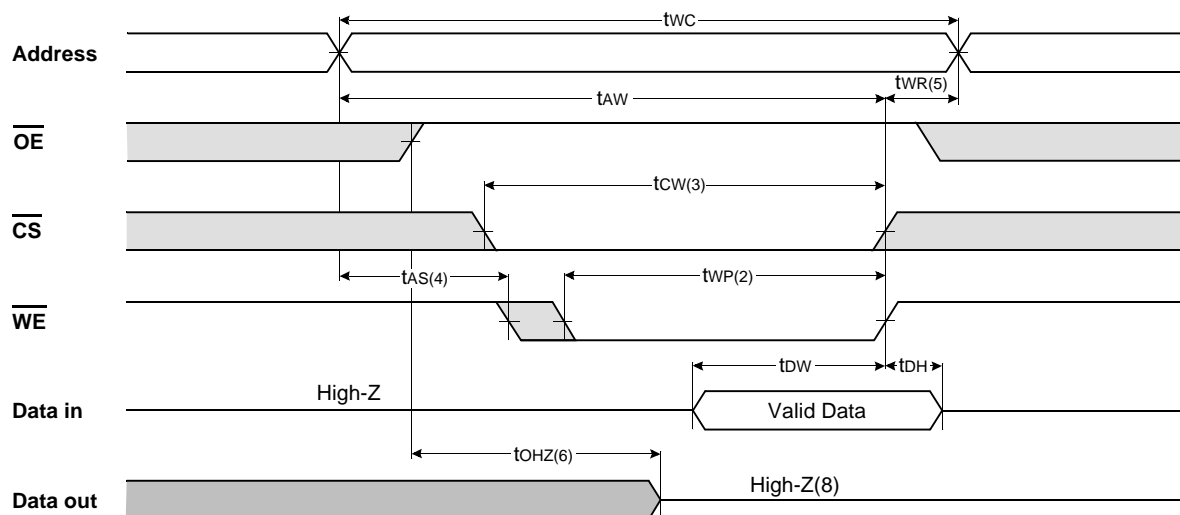 tWC
Address
tWR(5)
tAW
OE
tCW(3)
CS
tAS(4)
tWP(2)
WE
tDW
tDH
High-Z
Data in
Valid Data
tOHZ(6)
High-Z(8)
Data out